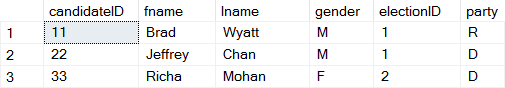 candidateID fname lname gender electionID party
1 11 Brad Wyatt M 1 R
2 22 Jeffrey Chan M 1 D
3 33 Richa Mohan F 2 D